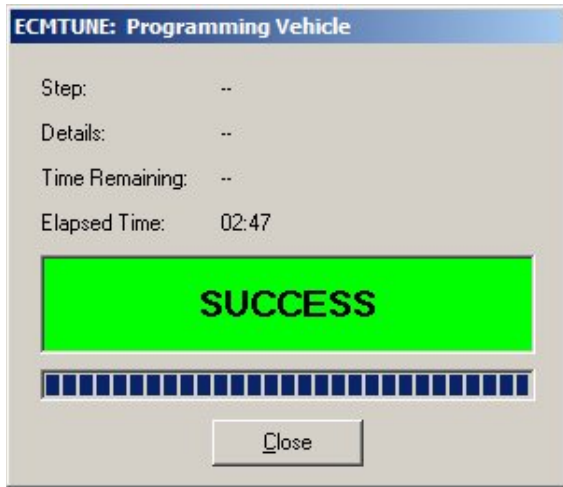 ECMTUNE: Programming Vehicle
Step: --
Details: --
Time Remaining: --
Elapsed Time: 02:47
SUCCESS
Close